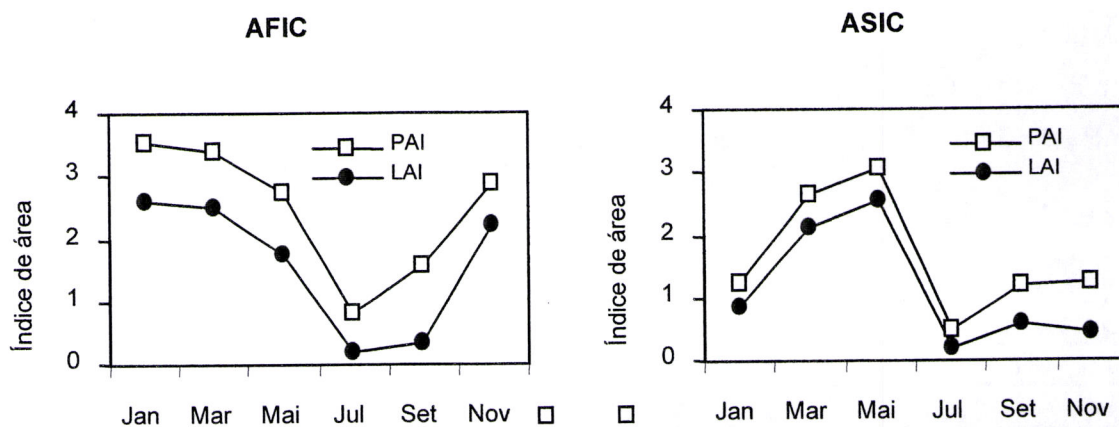 AFIC
Índice de área
4
3
2
1
0
PAI
LAI
Jan Mar Mai Jul Set Nov
ASIC
Índice de área
4
3
2
1
0
PAI
LAI
Jan Mar Mai Jul Set Nov